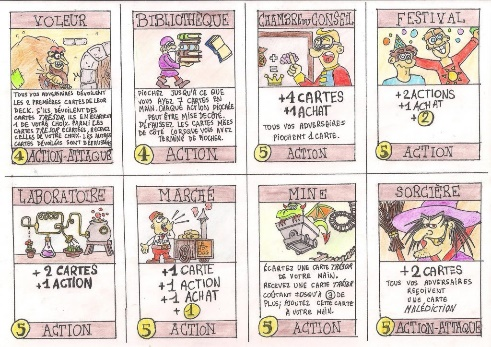 VOLEUR
TOUS VOS ADVERSAIRES DÉVOILENT
LES 2 PREMIÈRES CARTES DE LEUR
DECK. S'ILS DÉVOILENT DES
CARTES TRÉSOR, ILS EN ÉCARTENT
1 DE VOTRE CHOIX. PARMI CES
CARTES TRÉSOR ÉCARTÉES, RECEVEZ
CELLES DE VOTRE CHOIX. LES AUTRES
CARTES DÉVOILÉES SONT DÉFAUSSÉES
4 ACTION-ATTAQUE
BIBLIOTHÈQUE
PIOCHEZ JUSQU'À CE QUE
VOUS AYEZ 7 CARTES EN
MAIN. CHAQUE ACTION PIOCHÉE
PEUT ÊTRE MISE DE CÔTÉ.
DÉFAUSSEZ LES CARTES MISES
DE CÔTÉ LORSQUE VOUS AVEZ
TERMINÉ DE PIOCHER.
ACTION
CHAMBRE DU CONSEIL
+4 CARTES
+1 ACHAT
TOUS VOS ADVERSAIRES
PIOCHENT 1 CARTE.
5 ACTION
FESTIVAL
+2 ACTIONS
+1 ACHAT
+ 2
5 ACTION
LABORATOIRE
+ 2 CARTES
+1 ACTION
5 ACTION
MARCHÉ
+1 CARTE
+1 ACTION
+1 ACHAT
+ 1
5 ACTION
MINE
ÉCARTEZ UNE CARTE TRÉSOR
DE VOTRE MAIN.
RECEVEZ UNE CARTE TRÉSOR
COÛTANT JUSQU'À 3 DE
PLUS; AJOUTEZ CETTE CARTE
À VOTRE MAIN.
5 ACTION
SORCIÈRE
+ 2 CARTES
TOUS VOS ADVERSAIRES
REÇOIVENT
UNE CARTE
MALÉDICTION
5 ACTION-ATTAQUE